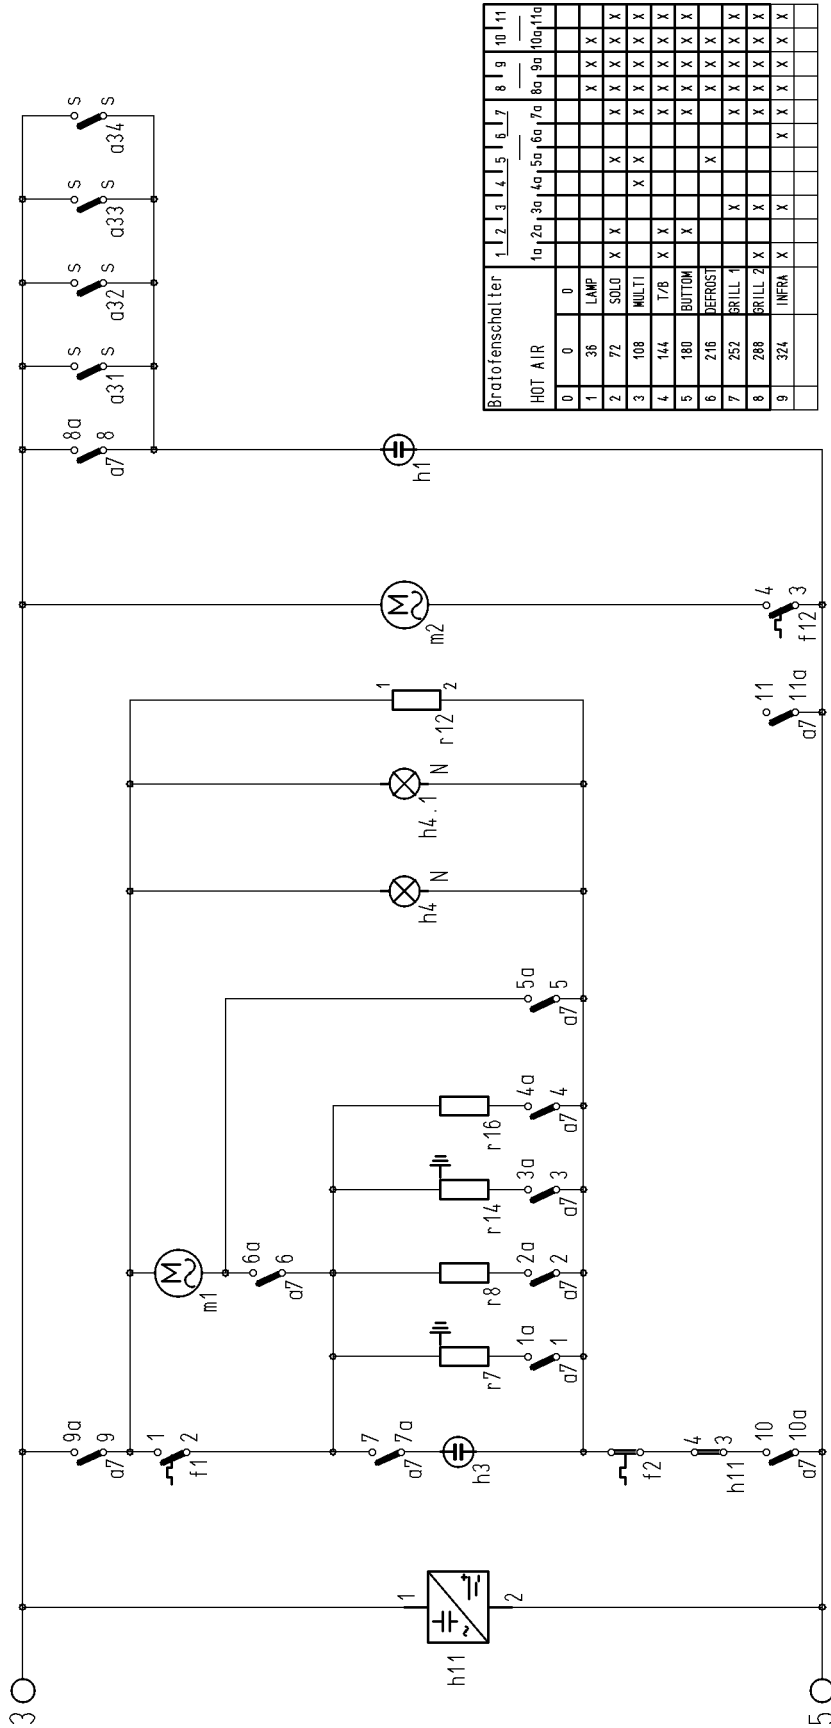 3
9a
a7
9
8a
a7
8
S
a31
S
S
a32
S
S
a33
S
S
a34
S
1
f1
2
m1
M
6a
a7
6
h11
1
2
7
a7
7a
h3
r7
r8
r14
r16
1a
a7
1
2a
a7
2
3a
a7
3
4a
a7
4
5a
a7
5
h4
N
h4.1
N
1
r12
2
m2
M
h1
f2
4
h11
3
10
a7
10a
11
a7
11a
4
f12
3
5
Bratofenschalter 1 2 3 4 5 6 7 8 9 10 11
HOT AIR 1a 2a 3a 4a 5a 6a 7a 8a 9a 10a 11a
0 0 0
1 36 LAMP X X X
2 72 SOLO X X X X X X X X
3 108 MULTI X X X X X X X
4 144 T/B X X X X X X X
5 180 BUTTOM X X X X X X
6 216 DEFROST X X X X
7 252 GRILL 1 X X X X X X
8 288 GRILL 2 X X X X X X X
9 324 INFRA X X X X X X X